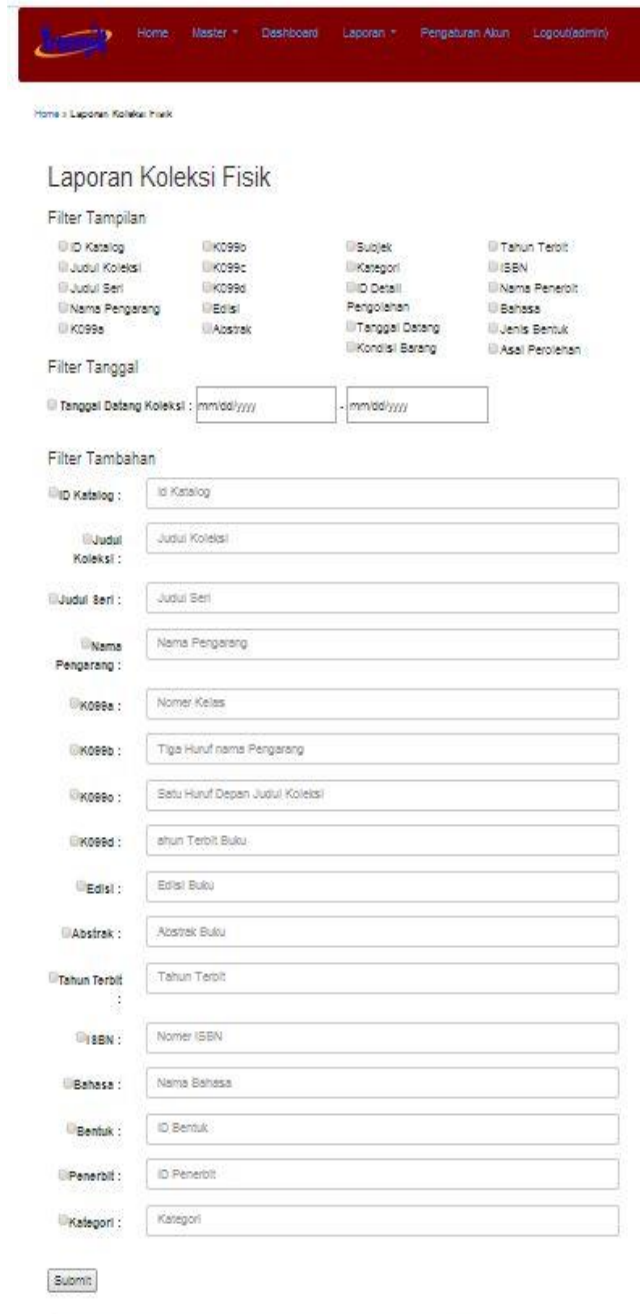 Home Master Dashboard Laporan Pengaturan Akun Logout(admin)
Home » Laporan Koleksi Fisik
Laporan Koleksi Fisik
Filter Tampilan
ID Katalog K099b Subjek Tahun Terbit
Judul Koleksi K099c Kategori ISBN
Judul Seri K099d ID Detail Pengolahan Nama Penerbit
Nama Pengarang Edisi Tanggal Datang Bahasa
K099a Abstrak Kondisi Barang Jenis Bentuk
Asal Perolehan
Filter Tanggal
Tanggal Datang Koleksi : mm/dd/yyyy - mm/dd/yyyy
Filter Tambahan
ID Katalog : Id Katalog
Judul Koleksi : Judul Koleksi
Judul Seri : Judul Seri
Nama Pengarang : Nama Pengarang
K099a : Nomer Kelas
K099b : Tiga Huruf nama Pengarang
K099c : Satu Huruf Depan Judul Koleksi
K099d : ahun Terbit Buku
Edisi : Edisi Buku
Abstrak : Abstrak Buku
Tahun Terbit : Tahun Terbit
ISBN : Nomer ISBN
Bahasa : Nama Bahasa
Bentuk : ID Bentuk
Penerbit : ID Penerbit
Kategori : Kategori
Submit